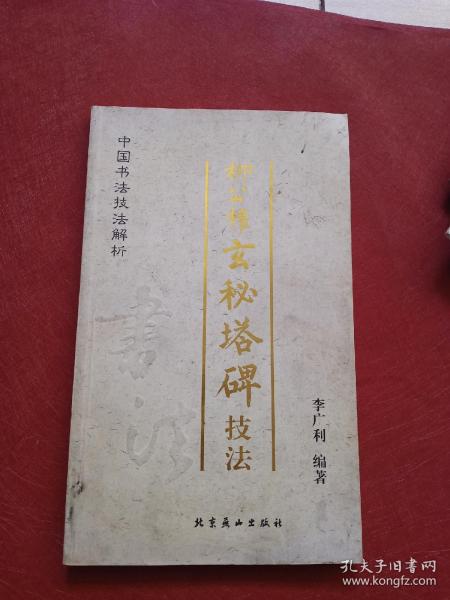 中国书法技法解析
柳公权玄秘塔碑技法
书法
李广利 编著
北京燕山出版社
孔夫子旧书网
www.kongfz.com